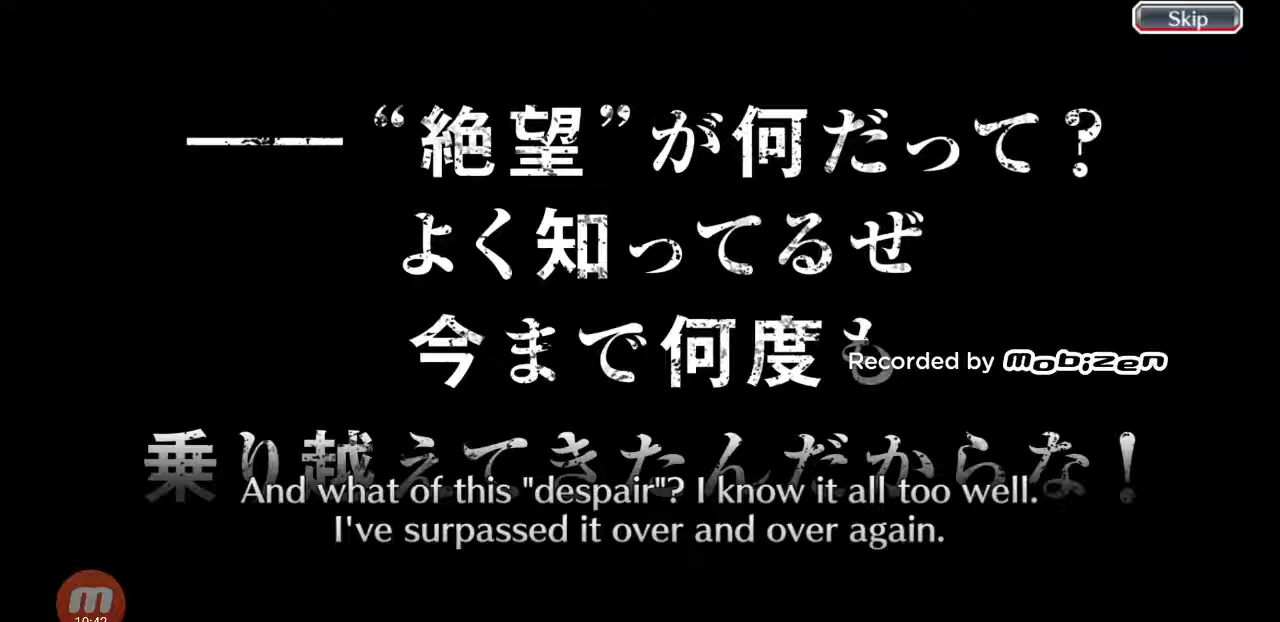 Skip
——“絶望”が何だって？
よく知ってるぜ
今まで何度も
Recorded by mobizen
乗り越えてきたんだからな！
And what of this "despair"? I know it all too well.
I've surpassed it over and over again.
m
10:42